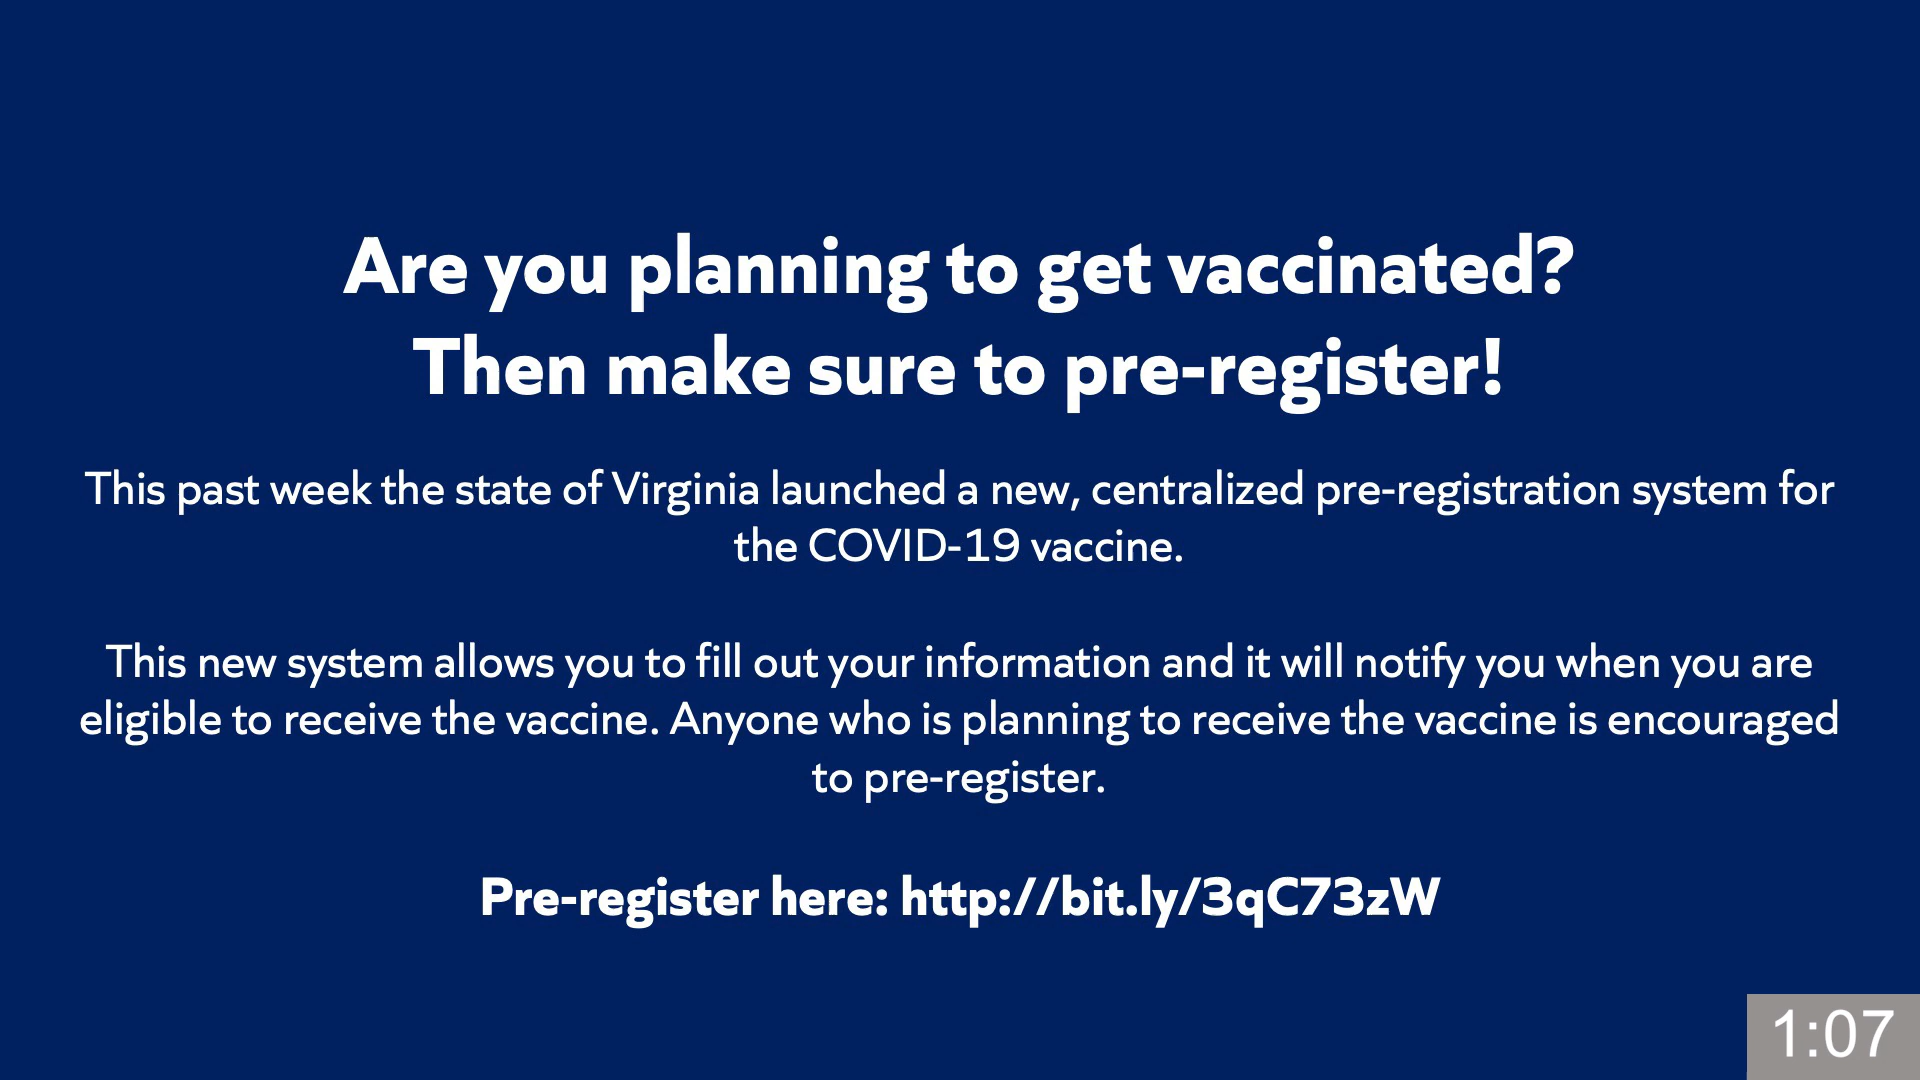 Are you planning to get vaccinated?
Then make sure to pre-register!
This past week the state of Virginia launched a new, centralized pre-registration system for
the COVID-19 vaccine.
This new system allows you to fill out your information and it will notify you when you are
eligible to receive the vaccine. Anyone who is planning to receive the vaccine is encouraged
to pre-register.
Pre-register here: http://bit.ly/3qC73zW
1:07